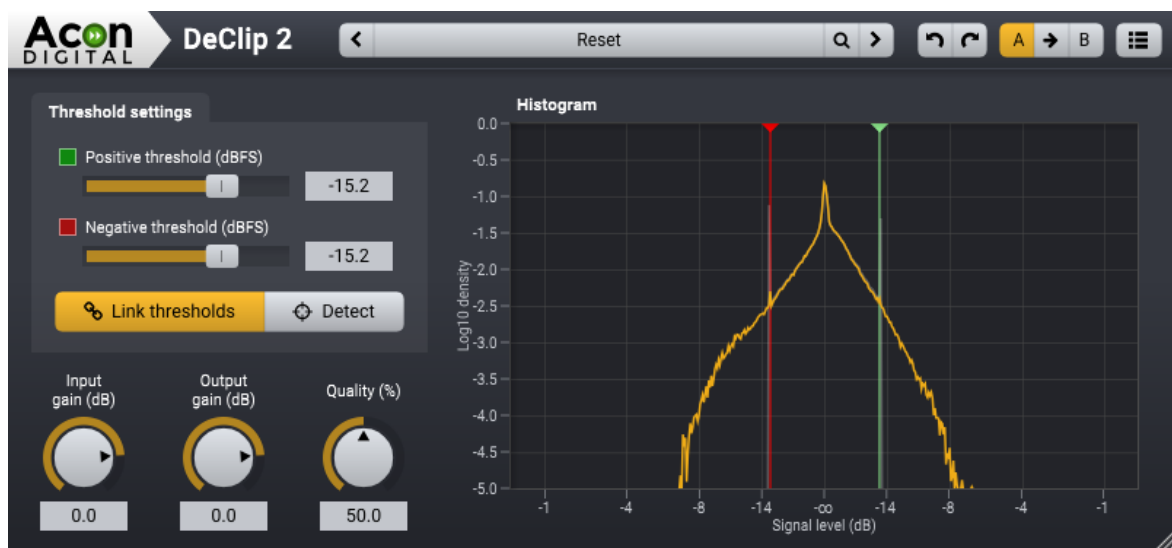 Acon
DIGITAL
DeClip 2
Reset
A
B
Threshold settings
Positive threshold (dBFS)
-15.2
Negative threshold (dBFS)
-15.2
Link thresholds
Detect
Input
gain (dB)
Output
gain (dB)
Quality (%)
0.0
0.0
50.0
Histogram
0.0
-0.5
-1.0
-1.5
-2.0
-2.5
-3.0
-3.5
-4.0
-4.5
-5.0
Log10 density
-1 -4 -8 -14 -∞ -14 -8 -4 -1
Signal level (dB)